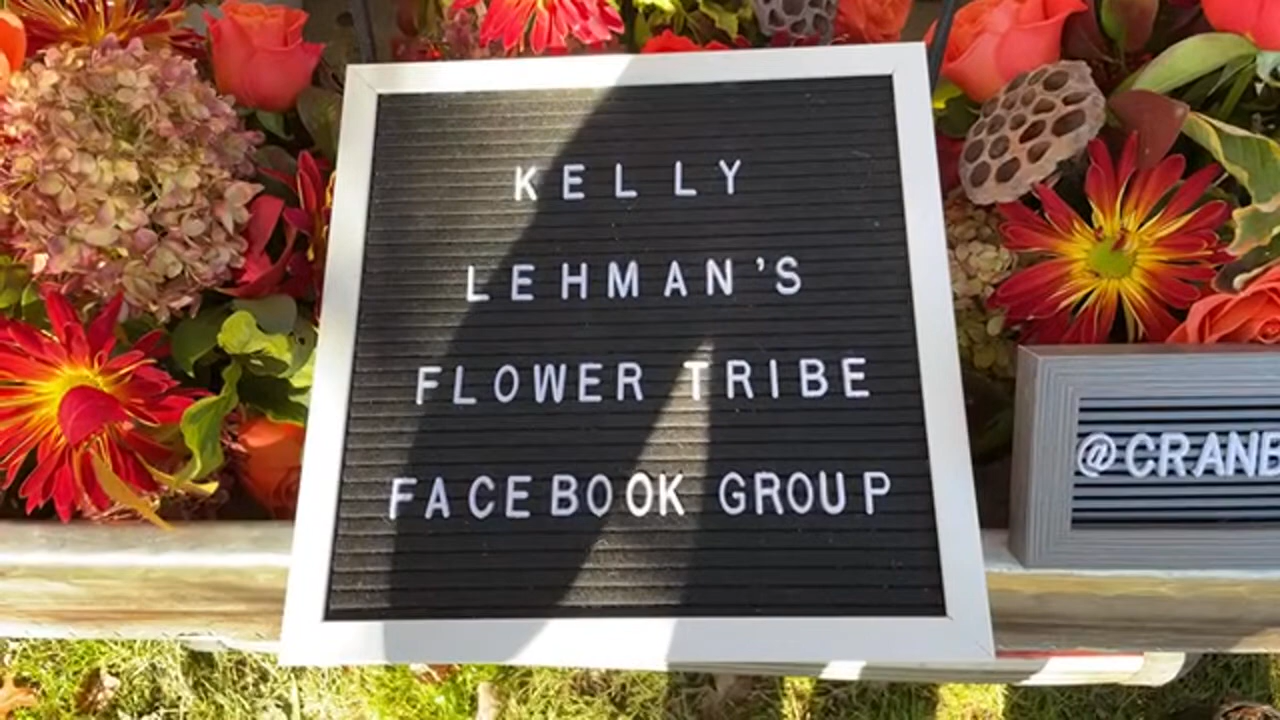 KELLY
LEHMAN'S
FLOWER TRIBE
FACEBOOK GROUP
@CRANB